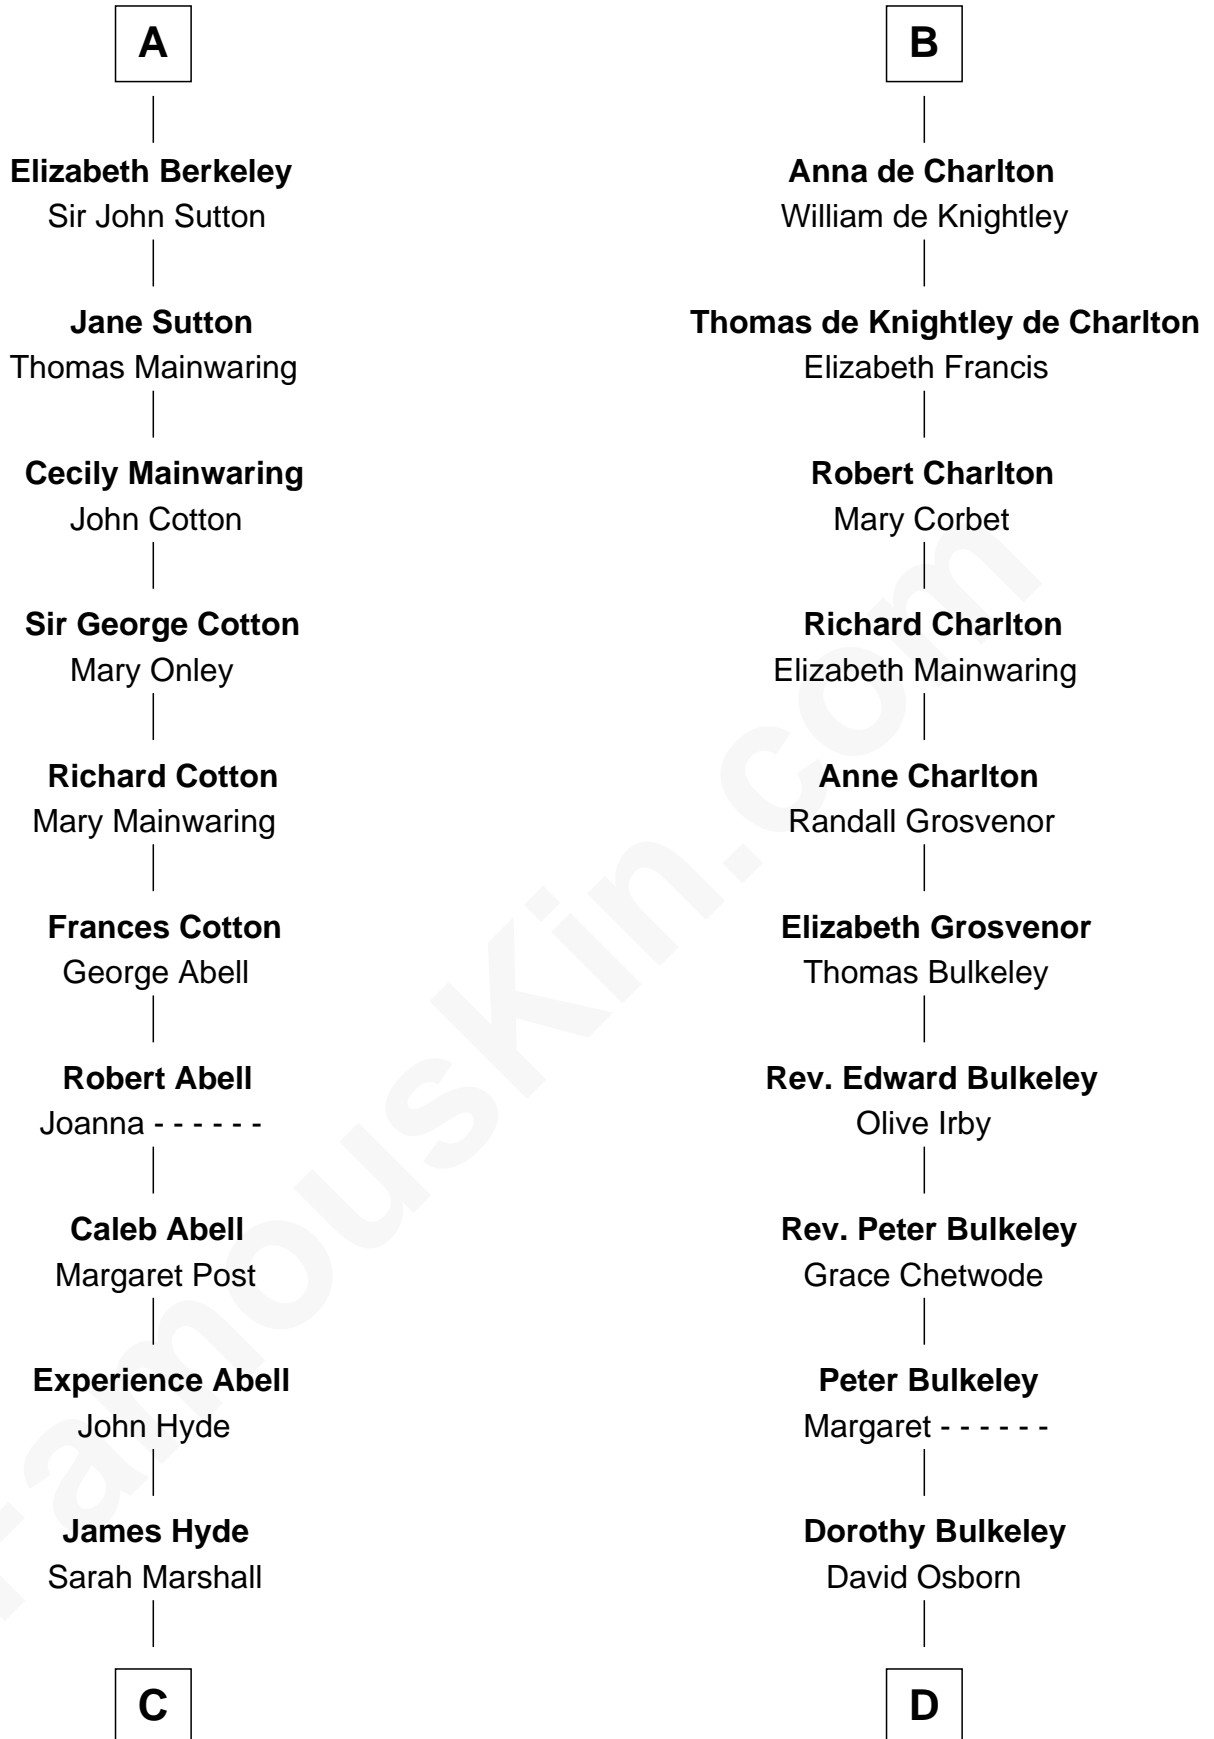 A
Elizabeth Berkeley
Sir John Sutton
Jane Sutton
Thomas Mainwaring
Cecily Mainwaring
John Cotton
Sir George Cotton
Mary Onley
Richard Cotton
Mary Mainwaring
Frances Cotton
George Abell
Robert Abell
Joanna - - - - - -
Caleb Abell
Margaret Post
Experience Abell
John Hyde
James Hyde
Sarah Marshall
C
B
Anna de Charlton
William de Knightley
Thomas de Knightley de Charlton
Elizabeth Francis
Robert Charlton
Mary Corbet
Richard Charlton
Elizabeth Mainwaring
Anne Charlton
Randall Grosvenor
Elizabeth Grosvenor
Thomas Bulkeley
Rev. Edward Bulkeley
Olive Irby
Rev. Peter Bulkeley
Grace Chetwode
Peter Bulkeley
Margaret - - - - - -
Dorothy Bulkeley
David Osborn
D
FamousKin.com